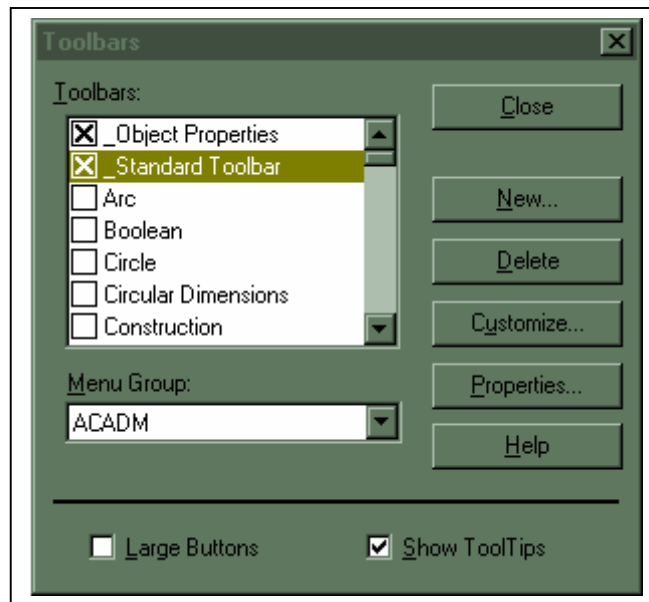 Toolbars
Toolbars:
Close
_Object Properties
_Standard Toolbar
Arc
New...
Boolean
Circle
Delete
Circular Dimensions
Construction
Customize...
Menu Group:
Properties...
ACADM
Help
Large Buttons
Show ToolTips